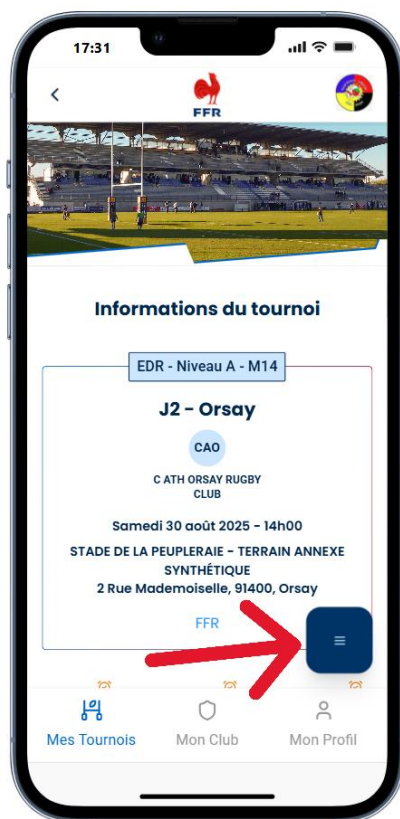 17:31
FFR
Informations du tournoi
EDR - Niveau A - M14
J2 - Orsay
CAO
C ATH ORSAY RUGBY
CLUB
Samedi 30 août 2025 - 14h00
STADE DE LA PEUPLERAIE - TERRAIN ANNEXE
SYNTHÉTIQUE
2 Rue Mademoiselle, 91400, Orsay
FFR
Mes Tournois
Mon Club
Mon Profil